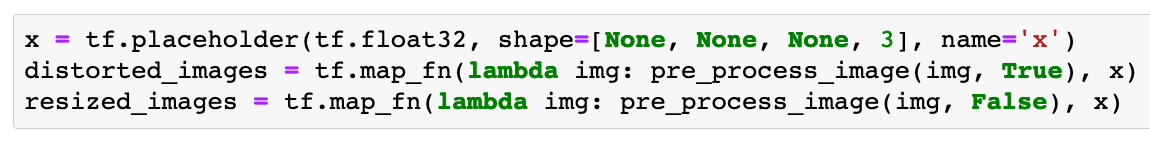 x = tf.placeholder(tf.float32, shape=[None, None, None, 3], name='x')
distorted_images = tf.map_fn(lambda img: pre_process_image(img, True), x)
resized_images = tf.map_fn(lambda img: pre_process_image(img, False), x)